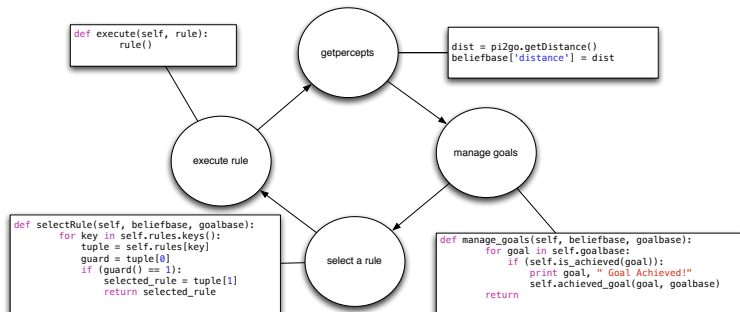 def execute(self, rule):
rule()
getpercepts
dist = pi2go.getDistance()
beliefbase['distance'] = dist
execute rule
manage goals
def selectRule(self, beliefbase, goalbase):
for key in self.rules.keys():
tuple = self.rules[key]
guard = tuple[0]
if (guard() == 1):
selected_rule = tuple[1]
return selected_rule
select a rule
def manage_goals(self, beliefbase, goalbase):
for goal in self.goalbase:
if (self.is_achieved(goal)):
print goal, " Goal Achieved!"
self.achieved_goal(goal, goalbase)
return